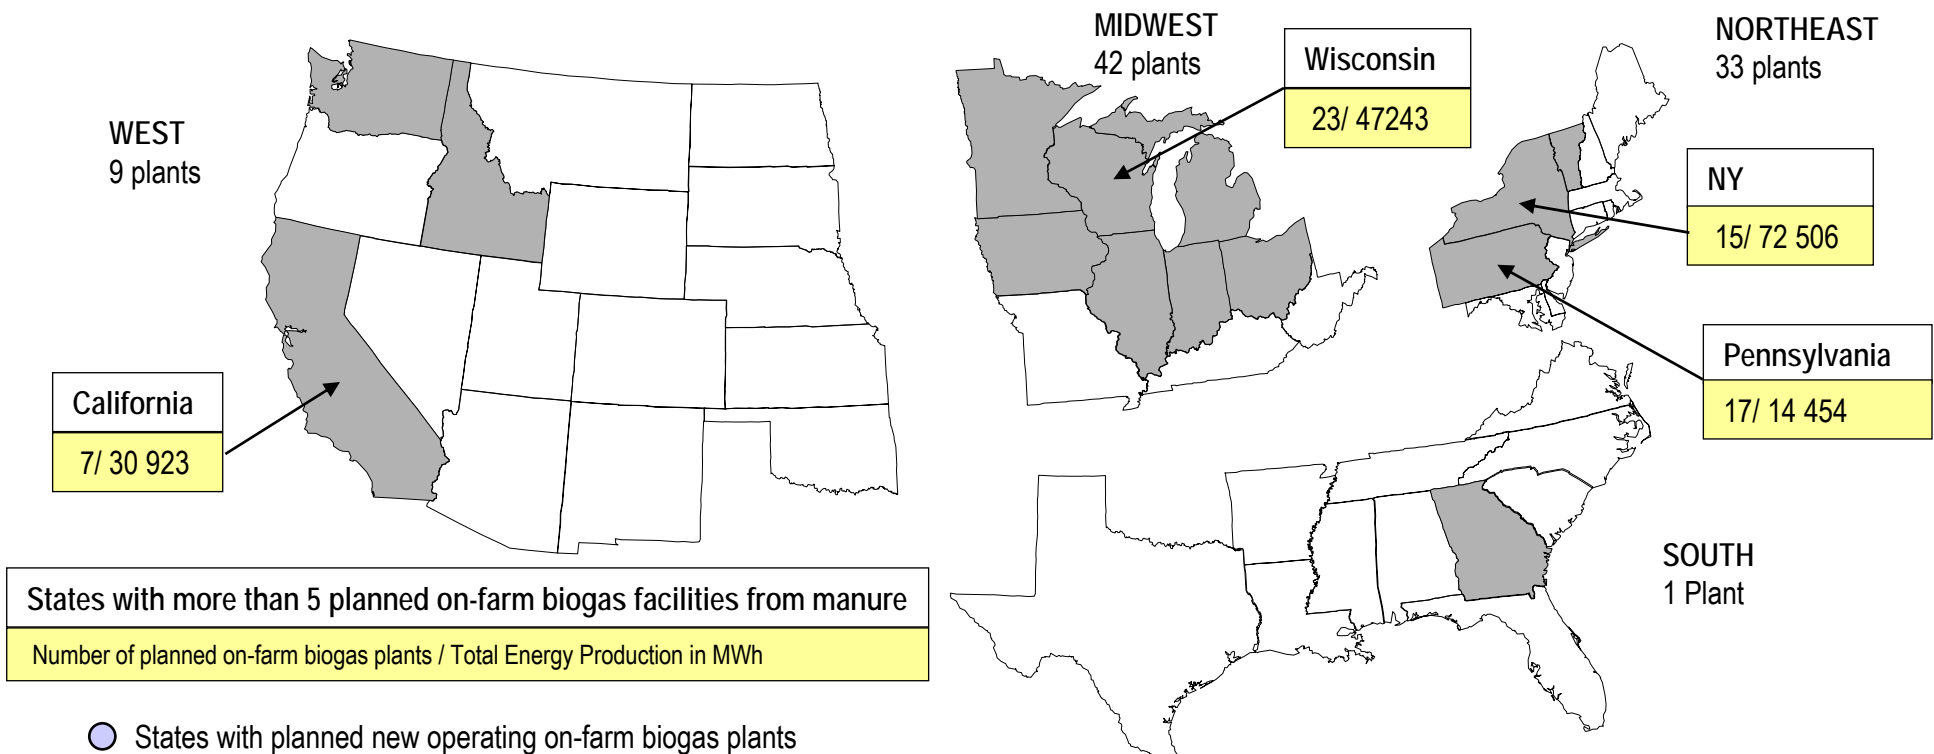 MIDWEST
42 plants
NORTHEAST
33 plants
Wisconsin
23/ 47243
WEST
9 plants
NY
15/ 72 506
Pennsylvania
17/ 14 454
California
7/ 30 923
SOUTH
1 Plant
States with more than 5 planned on-farm biogas facilities from manure
Number of planned on-farm biogas plants / Total Energy Production in MWh
States with planned new operating on-farm biogas plants